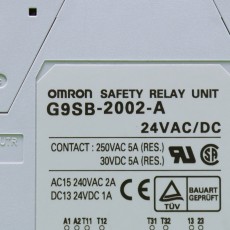 OMRON SAFETY RELAY UNIT
G9SB-2002-A
24VAC/DC
CONTACT : 250VAC 5A (RES.)
30VDC 5A (RES.)
AC15 240VAC 2A
DC13 24VDC 1A
TÜV
BAUART
GEPRÜFT
A1 A2 T11 T12 T31 T32 13 23